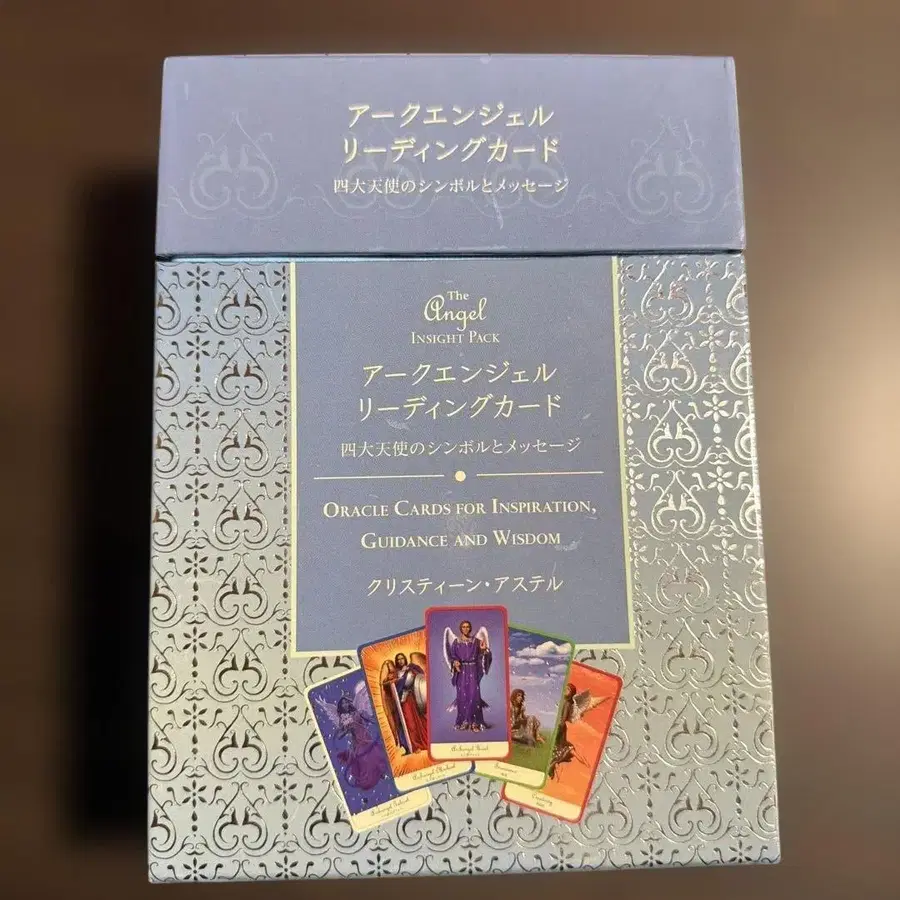 アークエンジェル
リーディングカード
四大天使のシンボルとメッセージ
The
Angel
INSIGHT PACK
アークエンジェル
リーディングカード
四大天使のシンボルとメッセージ
ORACLE CARDS FOR INSPIRATION,
GUIDANCE AND WISDOM
クリスティーン・アステル